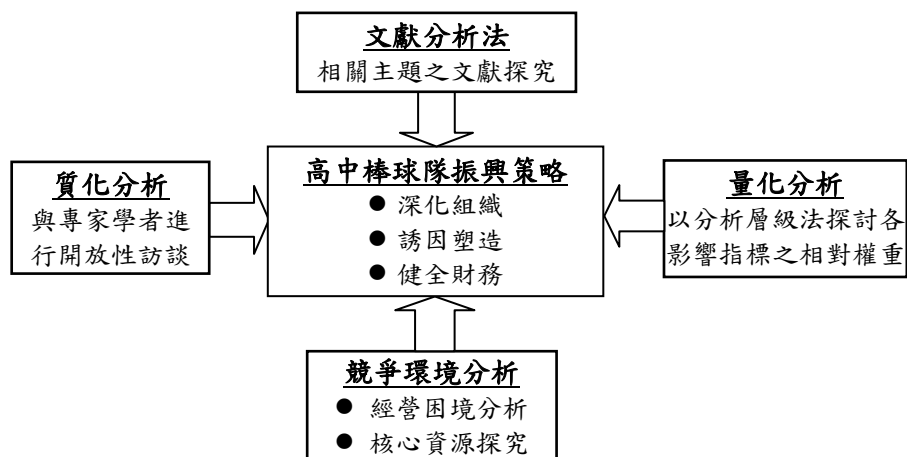 文獻分析法
相關主題之文獻探究
高中棒球隊振興策略
● 深化組織
● 誘因塑造
● 健全財務
質化分析
與專家學者進
行開放性訪談
量化分析
以分析層級法探討各
影響指標之相對權重
競爭環境分析
● 經營困境分析
● 核心資源探究